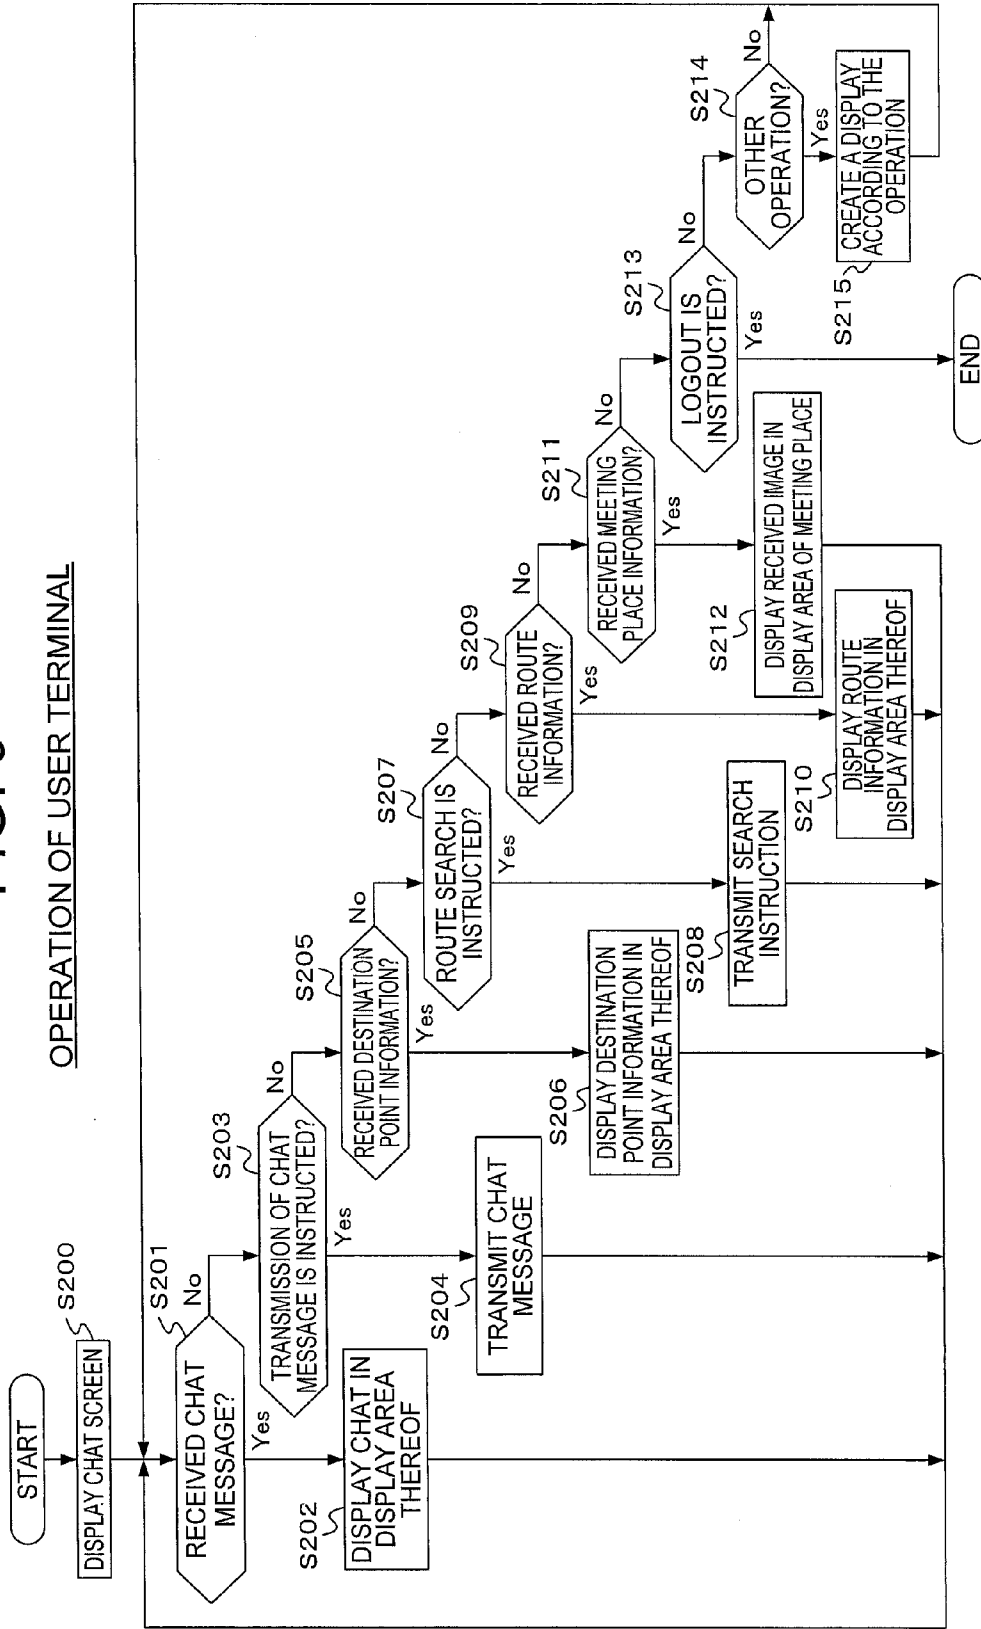 OPERATION OF USER TERMINAL
START
DISPLAY CHAT SCREEN
S200
RECEIVED CHAT
MESSAGE?
S201
No
Yes
S202
DISPLAY CHAT IN
DISPLAY AREA
THEREOF
S203
TRANSMISSION OF CHAT
MESSAGE IS INSTRUCTED?
No
Yes
S204
TRANSMIT CHAT
MESSAGE
S205
RECEIVED DESTINATION
POINT INFORMATION?
No
Yes
S206
DISPLAY DESTINATION
POINT INFORMATION IN
DISPLAY AREA THEREOF
S207
ROUTE SEARCH IS
INSTRUCTED?
No
Yes
S208
TRANSMIT SEARCH
INSTRUCTION
S209
RECEIVED ROUTE
INFORMATION?
No
Yes
S210
DISPLAY ROUTE
INFORMATION IN
DISPLAY AREA THEREOF
S211
RECEIVED MEETING
PLACE INFORMATION?
No
Yes
S212
DISPLAY RECEIVED IMAGE IN
DISPLAY AREA OF MEETING PLACE
S213
LOGOUT IS
INSTRUCTED?
No
Yes
END
S214
OTHER
OPERATION?
No
Yes
S215
CREATE A DISPLAY
ACCORDING TO THE
OPERATION